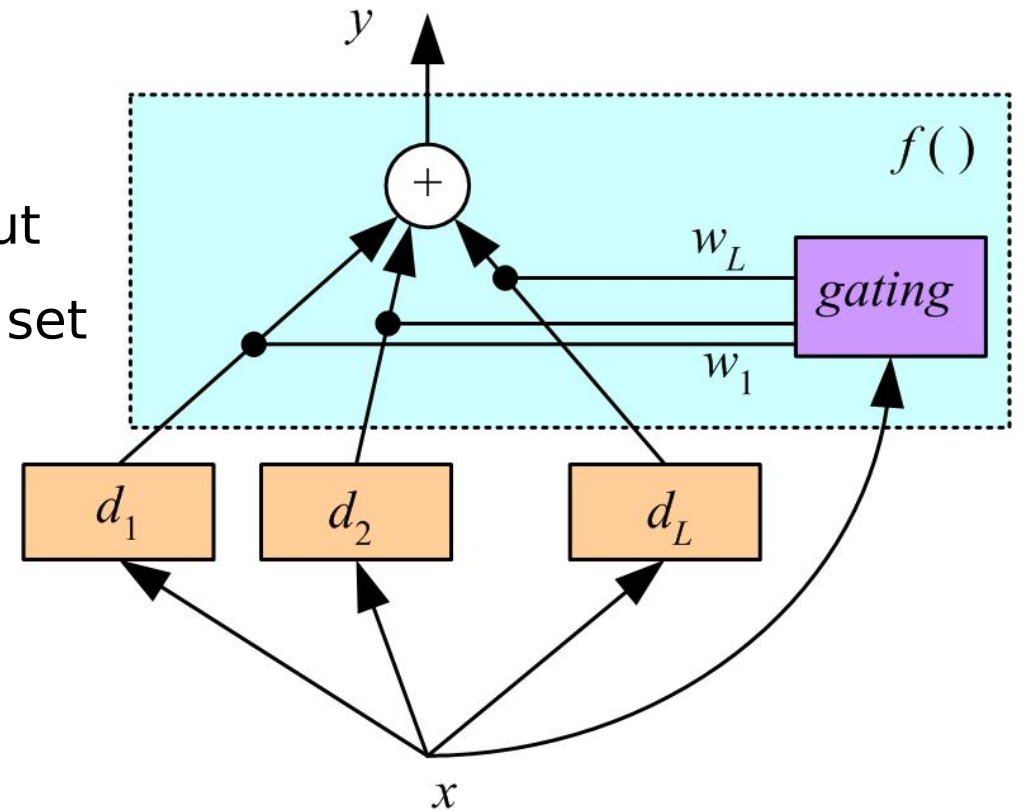 y
f( )
+
ut
w_L
gating
set
w_1
d_1 d_2 d_L
x